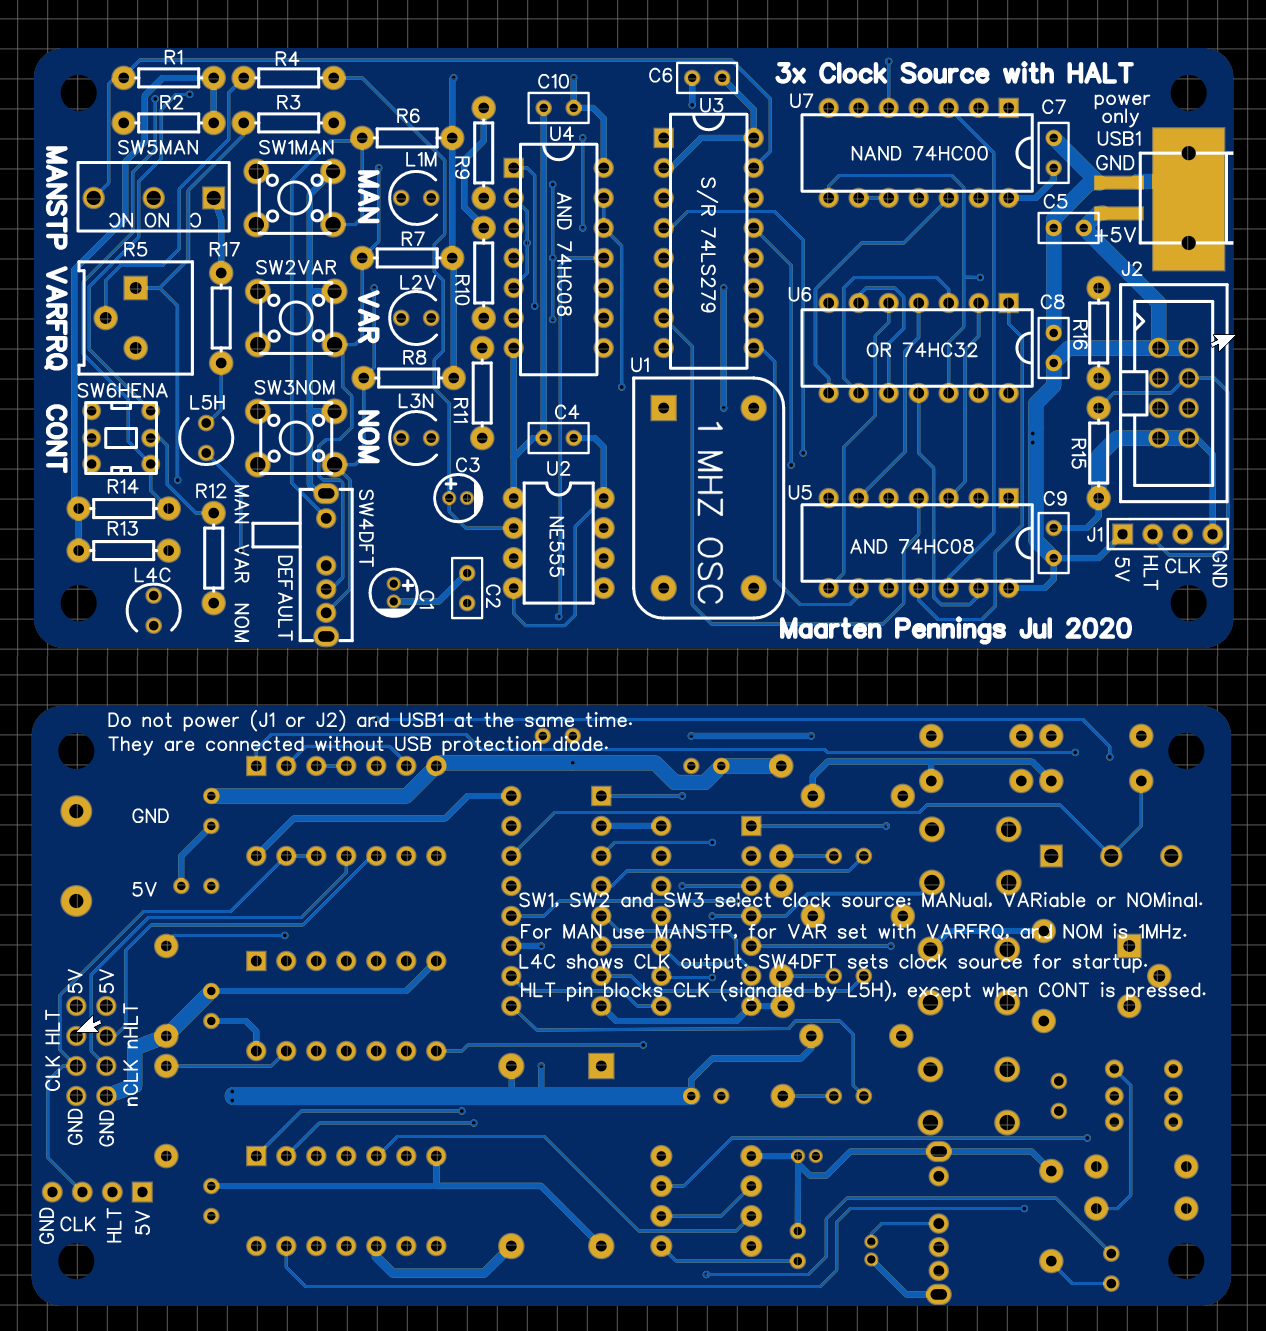 3x Clock Source with HALT
R1
R4
C6
C10
U7
C7
power
only
R2
R3
R6
U3
U4
USB1
SW5MAN
SW1MAN
L1M
R9
NAND 74HC00
GND
MANSTP
MAN
AND 74HC08
S/R 74LS279
C5
NC
NO
C
R7
+5V
R5
R17
SW2VAR
L2V
R10
J2
U6
C8
VARFRQ
VAR
R16
R8
OR 74HC32
U1
SW6HENA
SW3NOM
L5H
L3N
R11
CONT
NOM
C4
1 MHZ OSC
R15
C3
+
U2
R14
R12
MAN VAR NOM
SW4DFT
U5
C9
R13
NE555
AND 74HC08
J1
DEFAULT
L4C
+
C1
C2
5V
HLT
CLK
GND
Maarten Pennings Jul 2020
Do not power (J1 or J2) and USB1 at the same time.
They are connected without USB protection diode.
GND
5V
SW1, SW2 and SW3 select clock source: MANual, VARiable or NOMinal.
For MAN use MANSTP, for VAR set with VARFRQ, and NOM is 1MHz.
L4C shows CLK output. SW4DFT sets clock source for startup.
HLT pin blocks CLK (signaled by L5H), except when CONT is pressed.
5V
5V
CLK HLT
nCLK nHLT
GND
GND
GND
CLK
HLT
5V